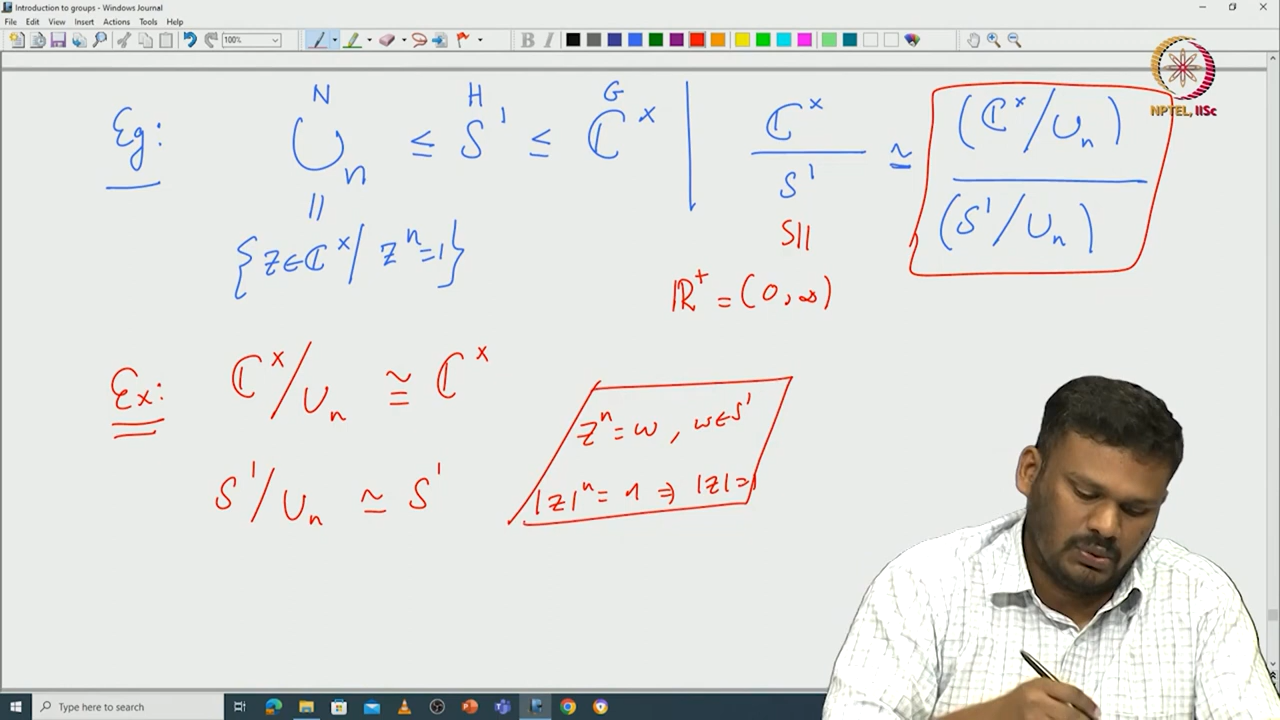 Introduction to groups - Windows Journal
File Edit View Insert Actions Tools Help
100%
B I
NPTEL, IISc
N H G
Eg: U_n ≤ S^1 ≤ ℂ^x | ℂ^x / S^1 ≃ (ℂ^x/U_n) / (S^1/U_n)
||
{z∈ℂ^x / z^n=1}
S||
ℝ^+ = (0, ∞)
Ex: ℂ^x/U_n ≅ ℂ^x
z^n = w, w∈S^1
S^1/U_n ≃ S^1
|z|^n = 1 ⇒ |z|=1
Type here to search